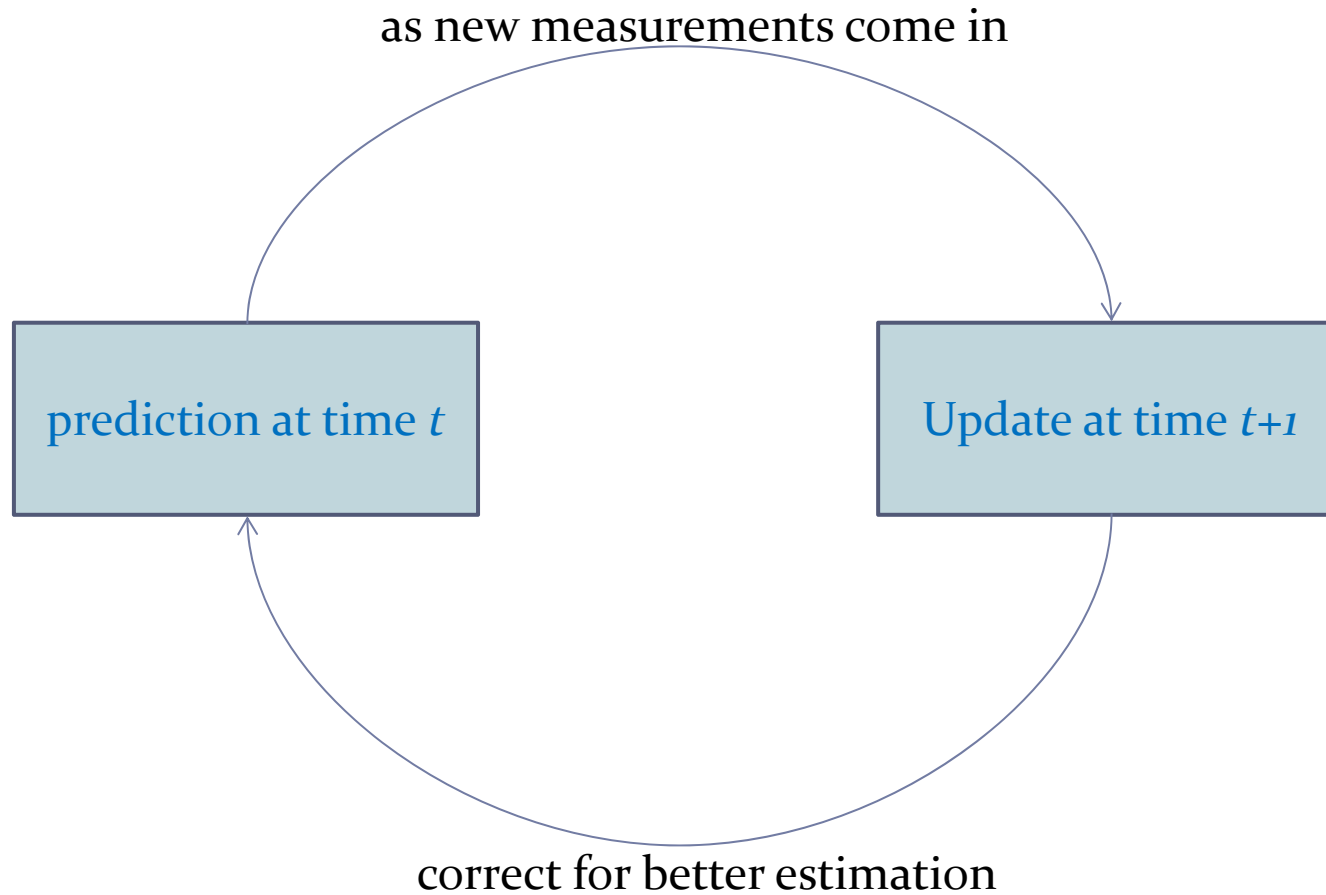 as new measurements come in
prediction at time t
Update at time t+1
correct for better estimation